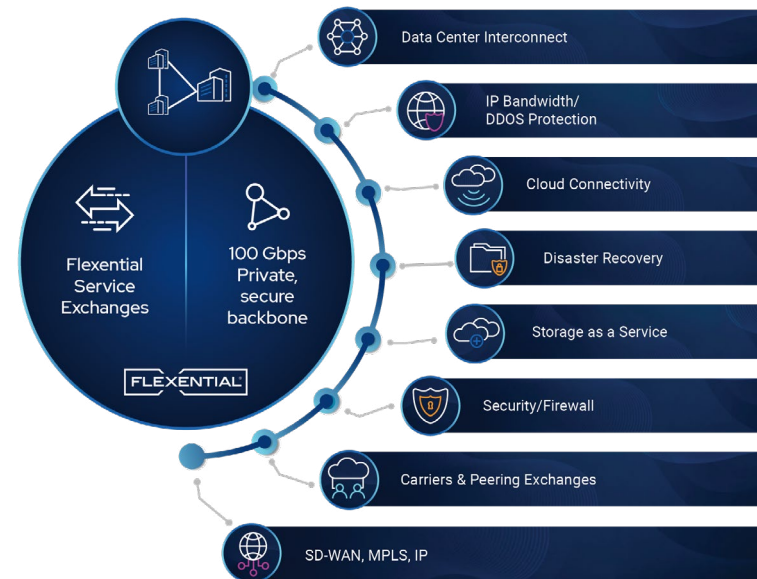 Data Center Interconnect
IP Bandwidth/
DDOS Protection
Cloud Connectivity
Disaster Recovery
Storage as a Service
Security/Firewall
Carriers & Peering Exchanges
SD-WAN, MPLS, IP
Flexential
Service
Exchanges
100 Gbps
Private,
secure
backbone
FLEXENTIAL